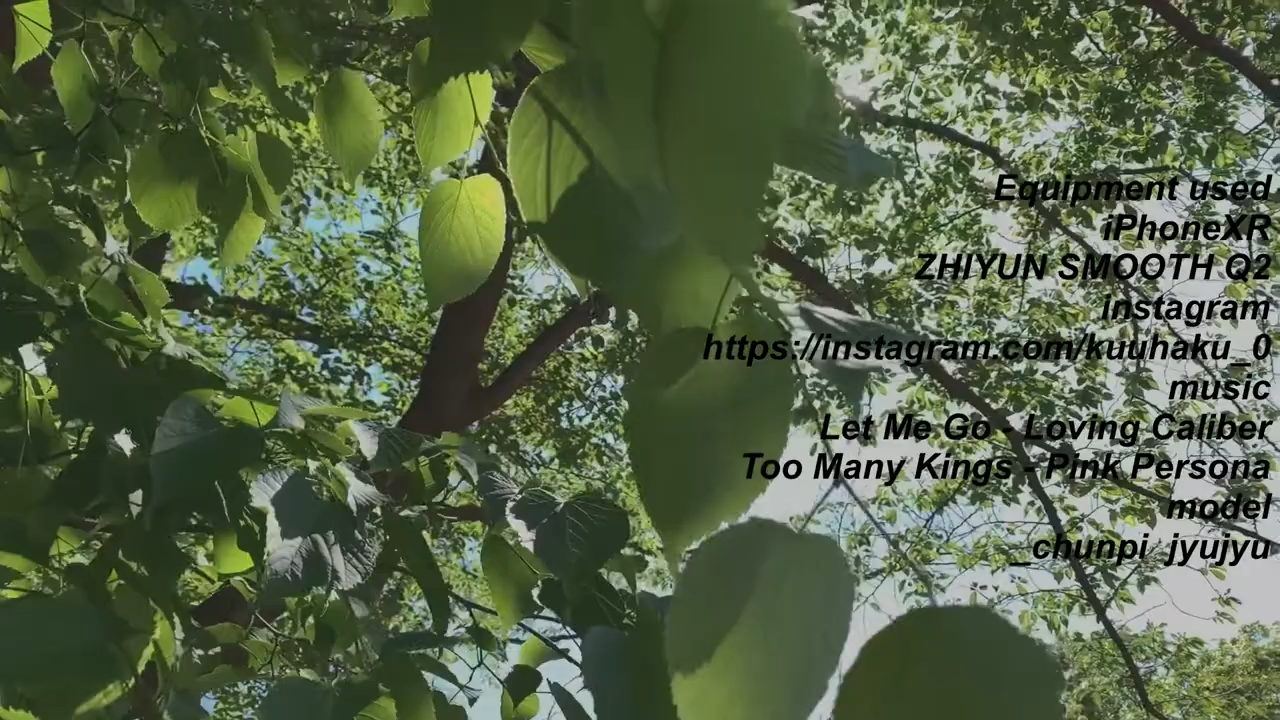 Equipment used
iPhoneXR
ZHIYUN SMOOTH Q2
instagram
https://instagram.com/kuuhaku_0
music
Let Me Go - Loving Caliber
Too Many Kings - Pink Persona
model
_chunpi_jyujyu